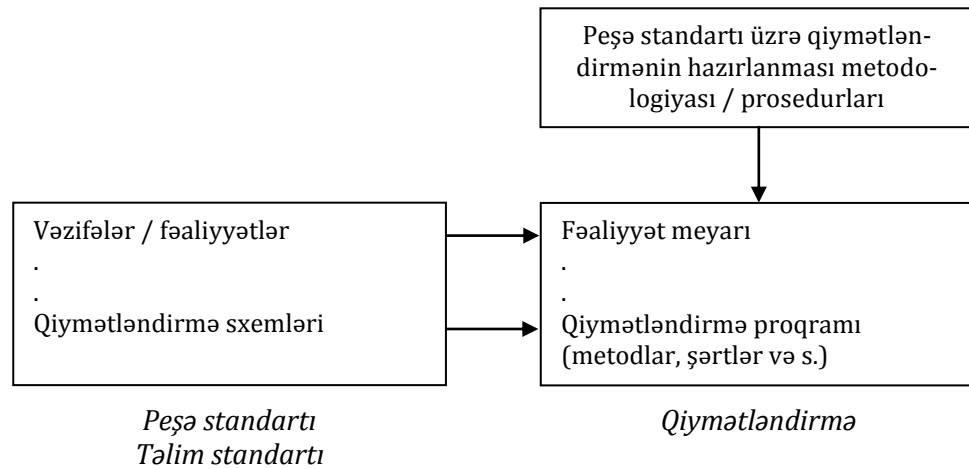 Peşə standartı üzrə qiymətlən-
dirmənin hazırlanması metodo-
logiyası / prosedurları
Vəzifələr / fəaliyyətlər
.
.
Qiymətləndirmə sxemləri
Fəaliyyət meyarı
.
.
Qiymətləndirmə proqramı
(metodlar, şərtlər və s.)
Peşə standartı
Təlim standartı
Qiymətləndirmə